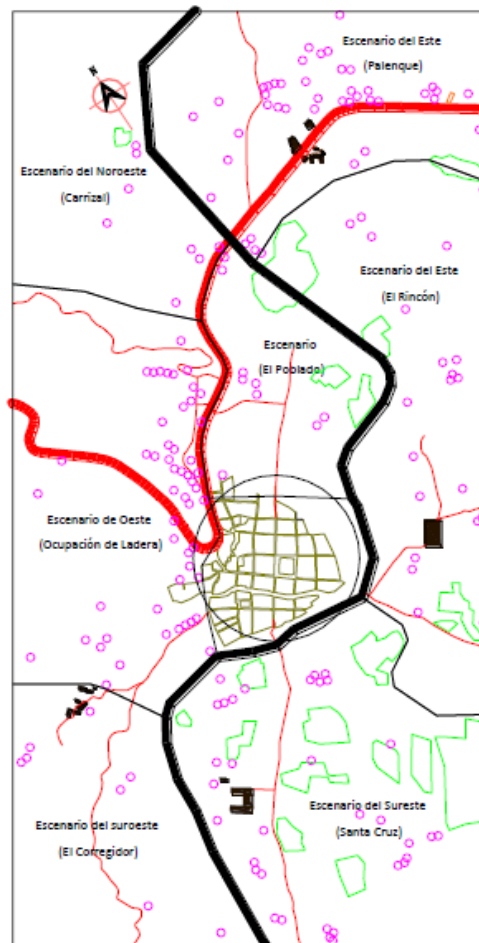 Escenario del Este
(Palenque)
N
Escenario del Noroeste
(Carrizal)
Escenario del Este
(El Rincón)
Escenario
(El Poblado)
Escenario de Oeste
(Ocupación de Ladera)
Escenario del Sureste
(Santa Cruz)
Escenario del suroeste
(El Corregidor)